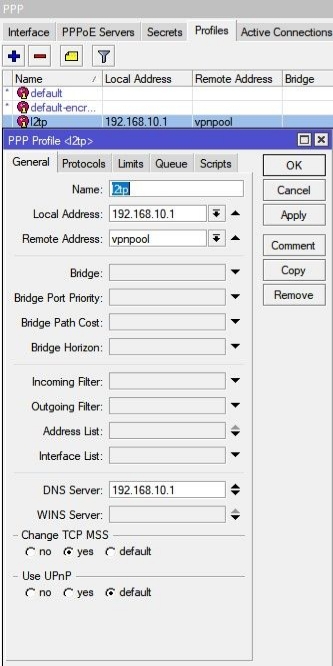 PPP
Interface PPPoE Servers Secrets Profiles Active Connections
Name / Local Address Remote Address Bridge
* default
* default-encr...
l2tp 192.168.10.1 vpnpool
PPP Profile <l2tp>
General Protocols Limits Queue Scripts
OK
Name: l2tp
Cancel
Local Address: 192.168.10.1
Apply
Remote Address: vpnpool
Comment
Bridge:
Copy
Bridge Port Priority:
Remove
Bridge Path Cost:
Bridge Horizon:
Incoming Filter:
Outgoing Filter:
Address List:
Interface List:
DNS Server: 192.168.10.1
WINS Server:
Change TCP MSS
no yes default
Use UPnP
no yes default